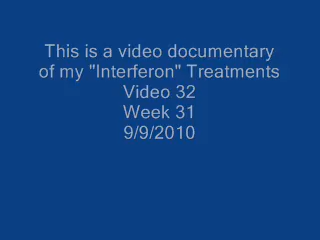 This is a video documentary
of my "Interferon" Treatments
Video 32
Week 31
9/9/2010